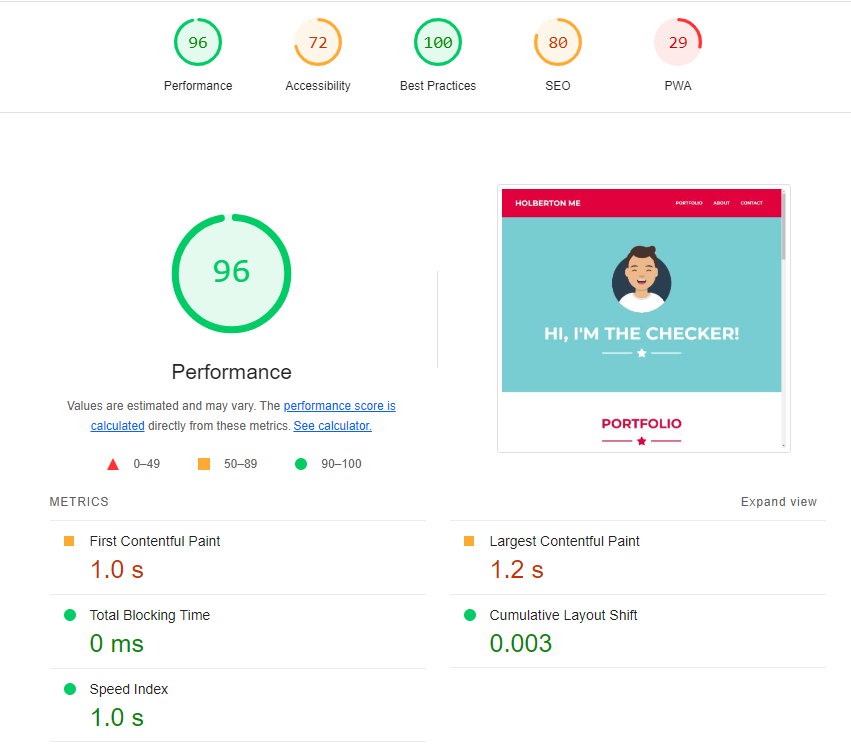 96
72
100
80
29
Performance
Accessibility
Best Practices
SEO
PWA
96
Performance
Values are estimated and may vary. The performance score is
calculated directly from these metrics. See calculator.
0–49
50–89
90–100
HOLBERTON ME
PORTFOLIO
ABOUT
CONTACT
HI, I'M THE CHECKER!
PORTFOLIO
METRICS
Expand view
First Contentful Paint
1.0 s
Largest Contentful Paint
1.2 s
Total Blocking Time
0 ms
Cumulative Layout Shift
0.003
Speed Index
1.0 s